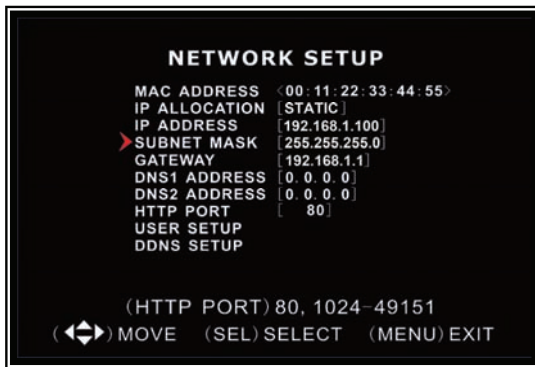 NETWORK SETUP
MAC ADDRESS <00:11:22:33:44:55>
IP ALLOCATION [STATIC]
IP ADDRESS [192.168.1.100]
SUBNET MASK [255.255.255.0]
GATEWAY [192.168.1.1]
DNS1 ADDRESS [0. 0. 0. 0]
DNS2 ADDRESS [0. 0. 0. 0]
HTTP PORT [ 80]
USER SETUP
DDNS SETUP
(HTTP PORT) 80, 1024-49151
( ) MOVE (SEL) SELECT (MENU) EXIT